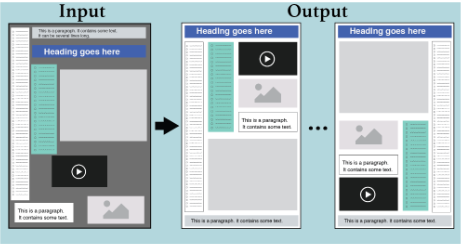 Input
Output
This is a paragraph. It contains some text.
It can be several lines long.
Heading goes here
This is a paragraph.
It contains some text.
Heading goes here
This is a paragraph.
It contains some text.
This is a paragraph. It contains some text.
...
Heading goes here
This is a paragraph.
It contains some text.
This is a paragraph. It contains some text.